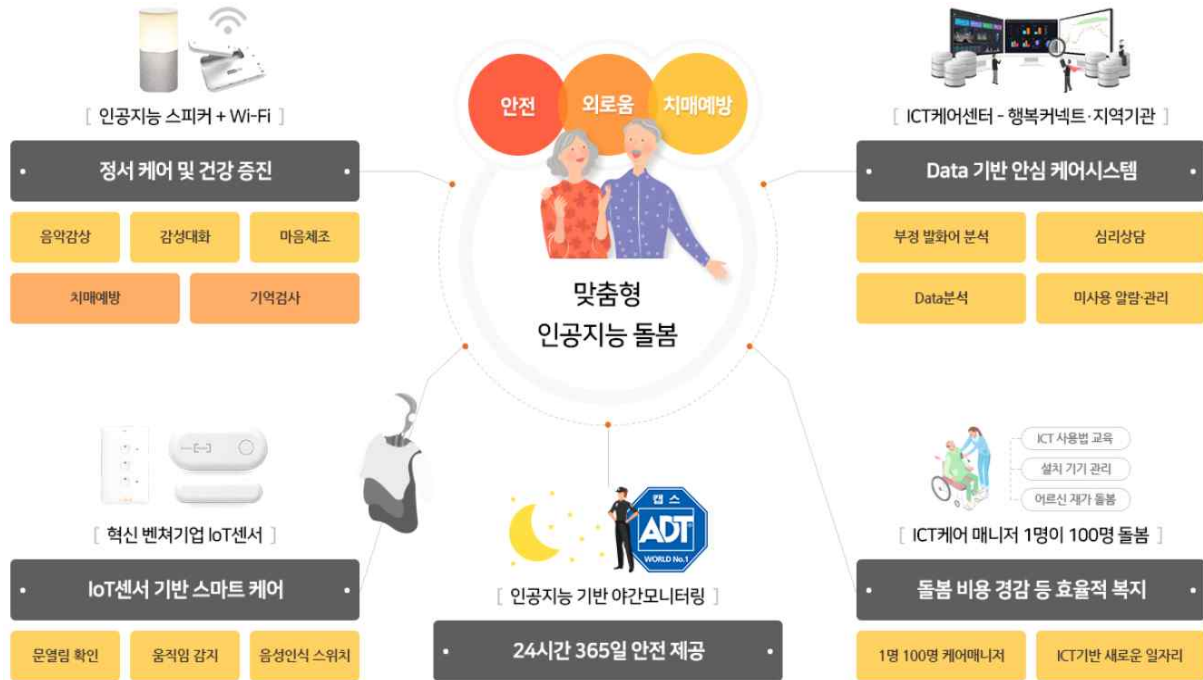 안전
외로움
치매예방
맞춤형
인공지능 돌봄
[ 인공지능 스피커 + Wi-Fi ]
정서 케어 및 건강 증진
음악감상
감성대화
마음체조
치매예방
기억검사
[ ICT케어센터 - 행복커넥트·지역기관 ]
Data 기반 안심 케어시스템
부정 발화어 분석
심리상담
Data분석
미사용 알람·관리
[ 혁신 벤쳐기업 IoT센서 ]
IoT센서 기반 스마트 케어
문열림 확인
움직임 감지
음성인식 스위치
캡스
ADT
WORLD No.1
[ 인공지능 기반 야간모니터링 ]
24시간 365일 안전 제공
ICT 사용법 교육
설치 기기 관리
어르신 재가 돌봄
[ ICT케어 매니저 1명이 100명 돌봄 ]
돌봄 비용 경감 등 효율적 복지
1명 100명 케어매니저
ICT기반 새로운 일자리